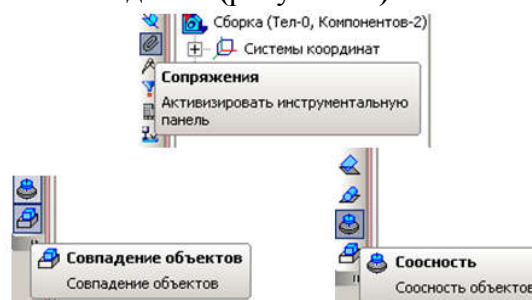 Сборка (Тел-0, Компонентов-2)
Системы координат
Сопряжения
Активизировать инструментальную
панель
Совпадение объектов
Совпадение объектов
Соосность
Соосность объектов